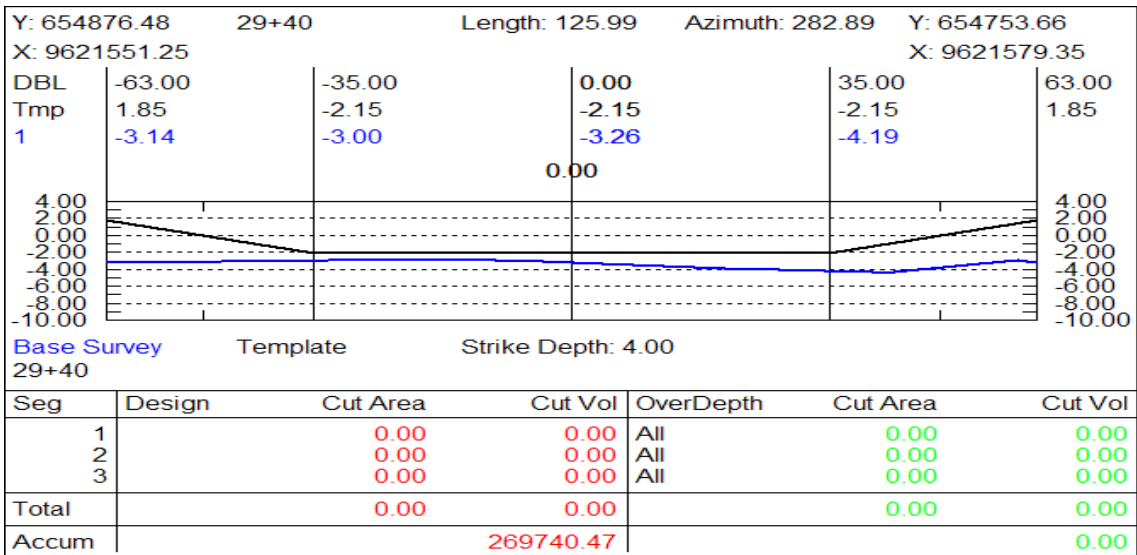 Y: 654876.48 29+40 Length: 125.99 Azimuth: 282.89 Y: 654753.66
X: 9621551.25 X: 9621579.35
DBL -63.00 -35.00 0.00 35.00 63.00
Tmp 1.85 -2.15 -2.15 -2.15 1.85
1 -3.14 -3.00 -3.26 -4.19
0.00
4.00 4.00
2.00 2.00
0.00 0.00
-2.00 -2.00
-4.00 -4.00
-6.00 -6.00
-8.00 -8.00
-10.00 -10.00
Base Survey Template Strike Depth: 4.00
29+40
Seg Design Cut Area Cut Vol OverDepth Cut Area Cut Vol
1 0.00 0.00 All 0.00 0.00
2 0.00 0.00 All 0.00 0.00
3 0.00 0.00 All 0.00 0.00
Total 0.00 0.00 0.00 0.00
Accum 269740.47 0.00